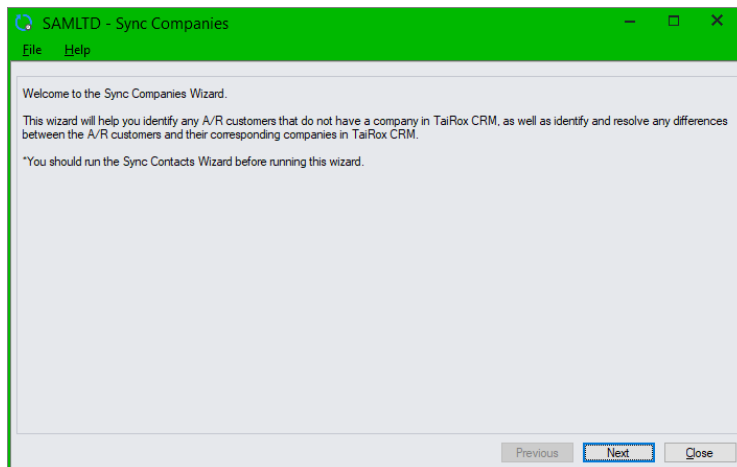 SAMLTD - Sync Companies
File Help
Welcome to the Sync Companies Wizard.
This wizard will help you identify any A/R customers that do not have a company in TaiRox CRM, as well as identify and resolve any differences
between the A/R customers and their corresponding companies in TaiRox CRM.
*You should run the Sync Contacts Wizard before running this wizard.
Previous Next Close